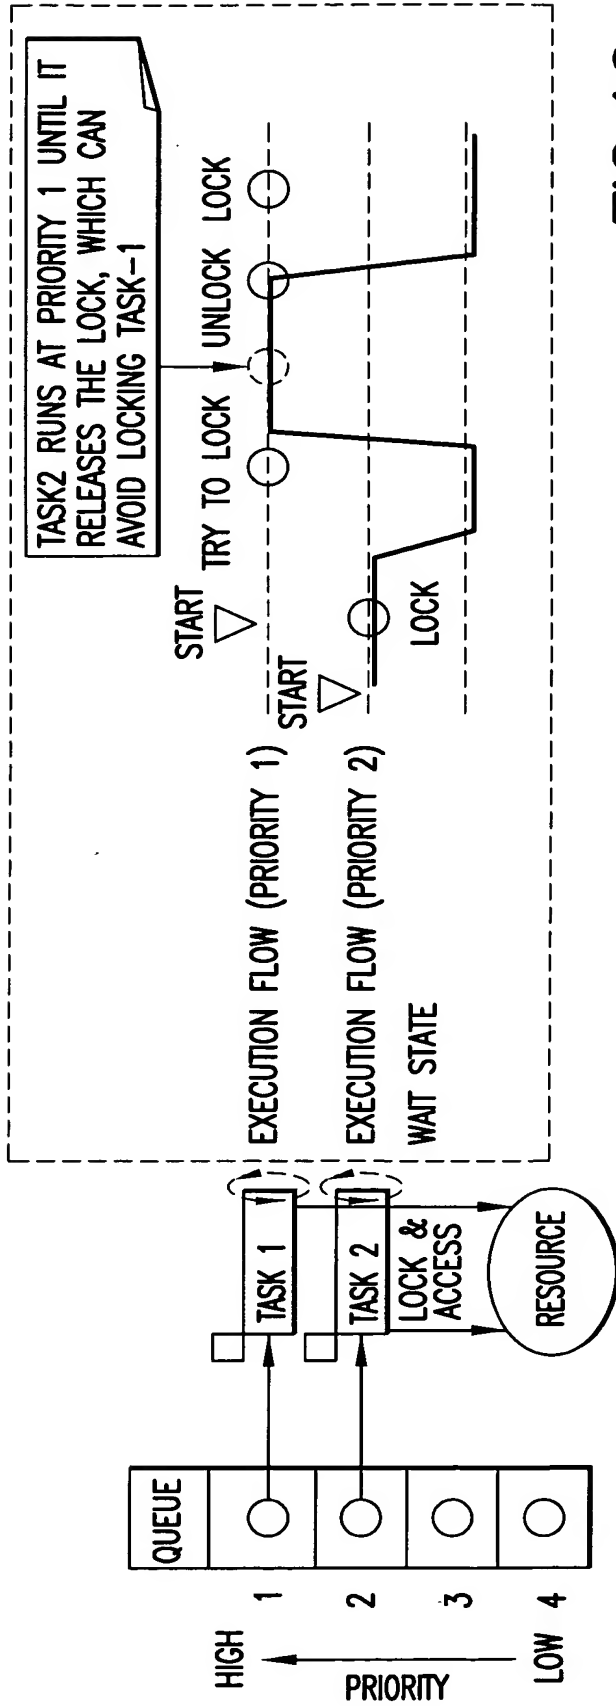 QUEUE
HIGH
1
2
3
LOW 4
PRIORITY
TASK 1
TASK 2
LOCK &
ACCESS
RESOURCE
EXECUTION FLOW (PRIORITY 1)
EXECUTION FLOW (PRIORITY 2)
WAIT STATE
START
START
LOCK
TRY TO LOCK
UNLOCK
LOCK
TASK2 RUNS AT PRIORITY 1 UNTIL IT
RELEASES THE LOCK, WHICH CAN
AVOID LOCKING TASK-1